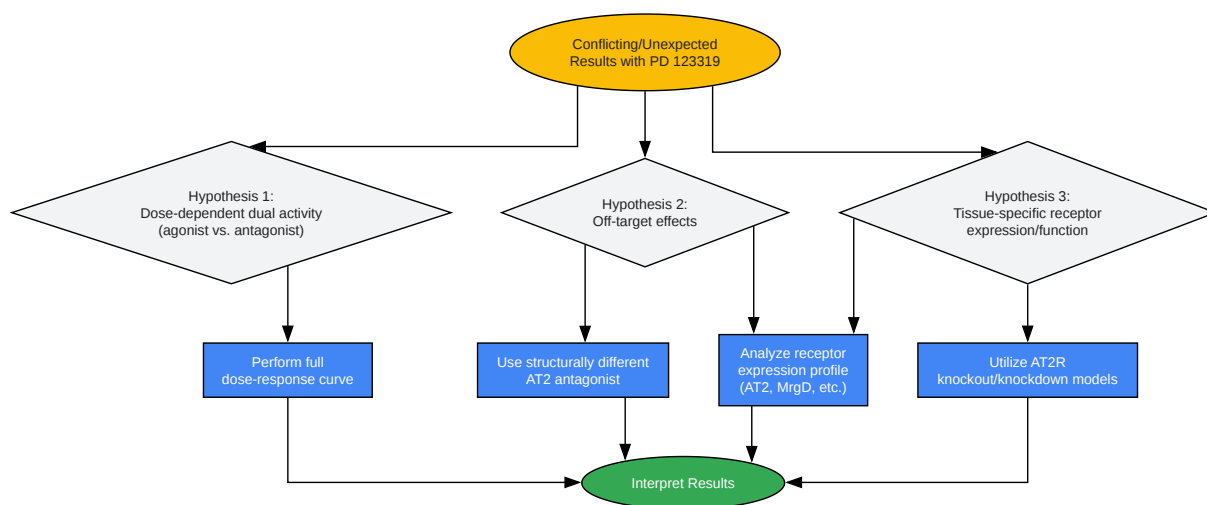 Conflicting/Unexpected
Results with PD 123319
Hypothesis 1:
Dose-dependent dual activity
(agonist vs. antagonist)
Hypothesis 2:
Off-target effects
Hypothesis 3:
Tissue-specific receptor
expression/function
Perform full
dose-response curve
Use structurally different
AT2 antagonist
Analyze receptor
expression profile
(AT2, MrgD, etc.)
Utilize AT2R
knockout/knockdown models
Interpret Results